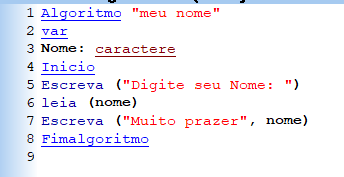 1 Algoritmo "meu nome"
2 var
3 Nome: caractere
4 Inicio
5 Escreva ("Digite seu Nome: ")
6 leia (nome)
7 Escreva ("Muito prazer", nome)
8 Fimalgoritmo
9